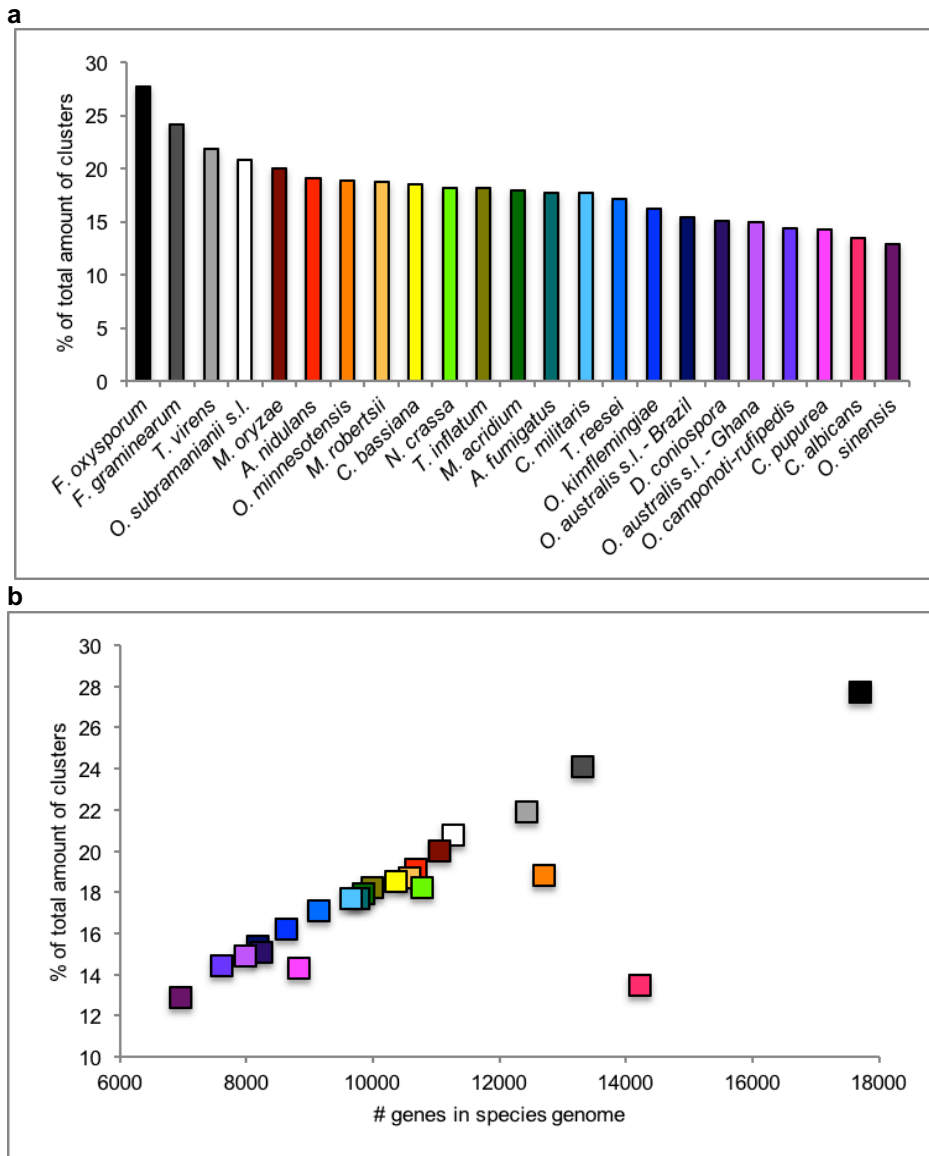 a
30
25
20
15
10
5
0
% of total amount of clusters
F. oxysporum
F. graminearum
T. virens
O. subramanianii s.l.
M. oryzae
A. nidulans
O. minnesotensis
M. robertsii
C. bassiana
N. crassa
T. inflatum
M. acridium
A. fumigatus
C. militaris
T. reesei
O. kimflemingiae
O. australis s.l. - Brazil
D. coniospora
O. australis s.l. - Ghana
O. camponoti-rufipedis
C. pupurea
C. albicans
O. sinensis
b
30
28
26
24
22
20
18
16
14
12
10
% of total amount of clusters
6000 8000 10000 12000 14000 16000 18000
# genes in species genome